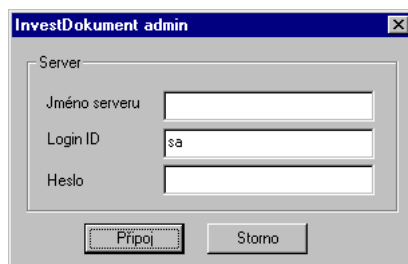 InvestDokument admin
Server
Jméno serveru
Login ID
sa
Heslo
Připoj
Storno